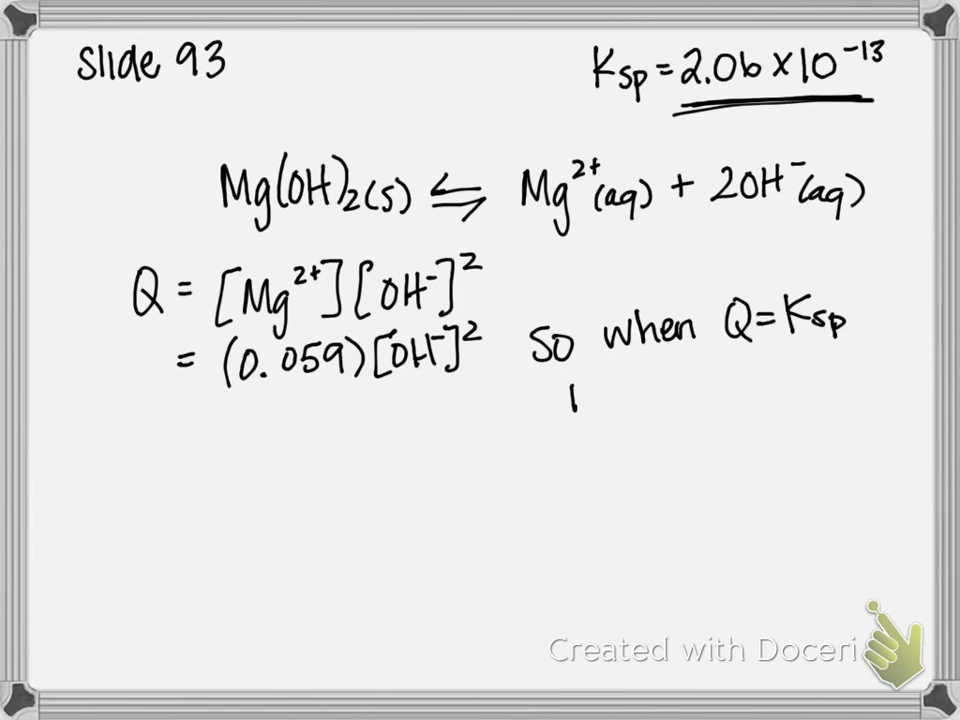 Slide 93
Ksp = 2.06 x 10⁻¹³
Mg(OH)₂(s) ⇌ Mg²⁺(aq) + 2OH⁻(aq)
Q = [Mg²⁺][OH⁻]²
= (0.059)[OH⁻]² so when Q=Ksp
Created with Doceri